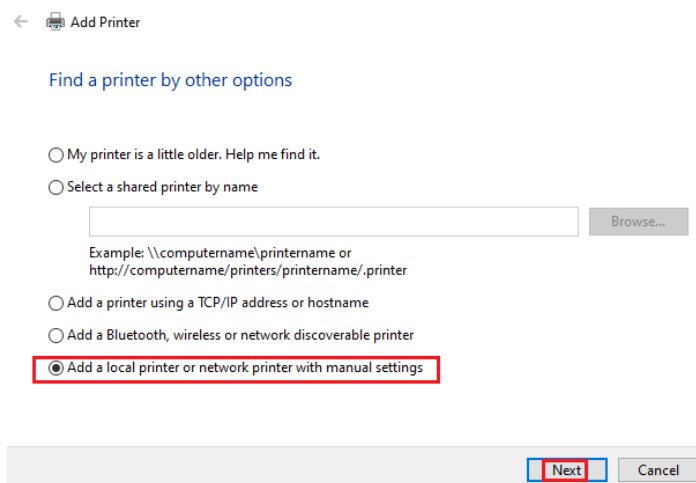 Add Printer
Find a printer by other options
My printer is a little older. Help me find it.
Select a shared printer by name
Browse...
Example: \\computername\printername or
http://computername/printers/printername/.printer
Add a printer using a TCP/IP address or hostname
Add a Bluetooth, wireless or network discoverable printer
Add a local printer or network printer with manual settings
Next
Cancel